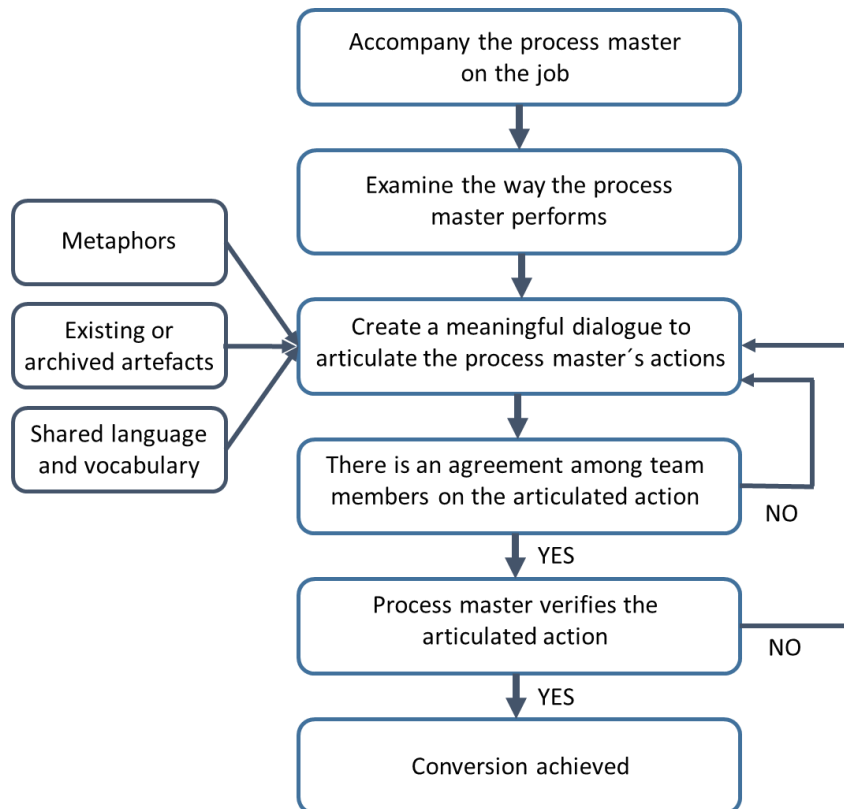 Accompany the process master
on the job
Examine the way the process
master performs
Metaphors
Existing or
archived artefacts
Shared language
and vocabulary
Create a meaningful dialogue to
articulate the process master´s actions
There is an agreement among team
members on the articulated action
NO
YES
Process master verifies the
articulated action
NO
YES
Conversion achieved